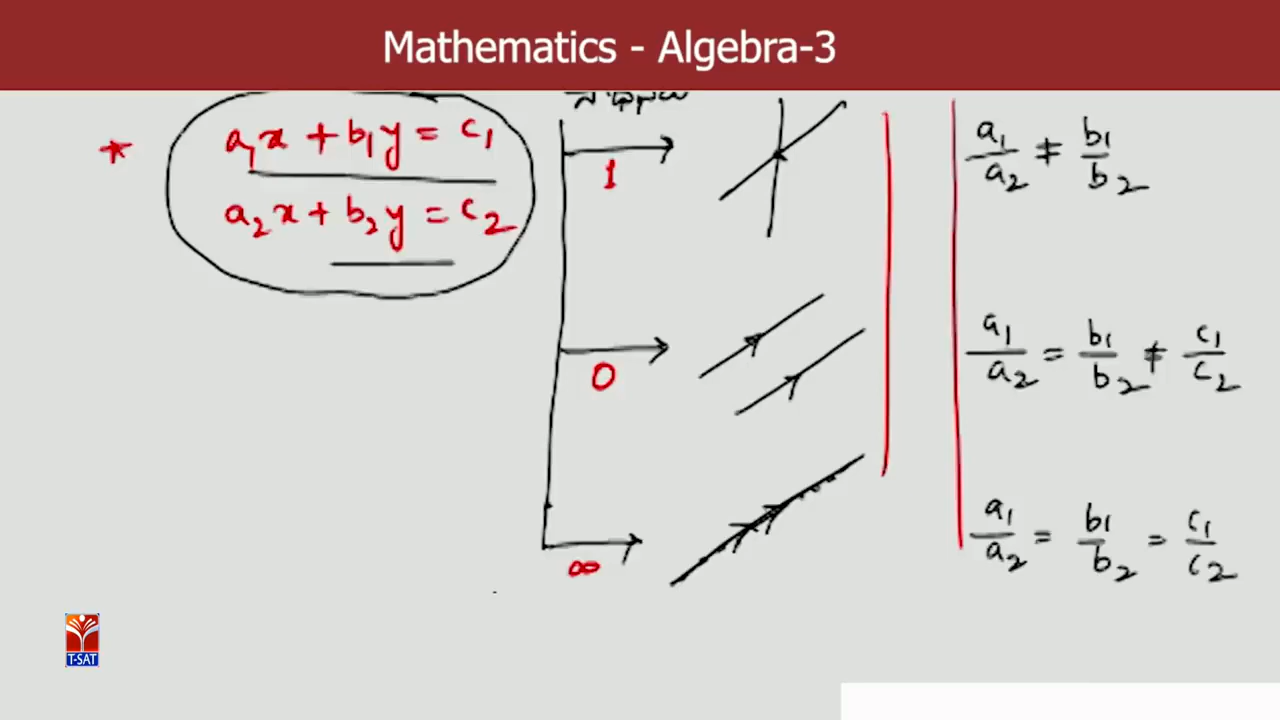 Mathematics - Algebra-3
* a₁x + b₁y = c₁
a₂x + b₂y = c₂
1
a₁/a₂ ≠ b₁/b₂
0
a₁/a₂ = b₁/b₂ ≠ c₁/c₂
∞
a₁/a₂ = b₁/b₂ = c₁/c₂
T-SAT